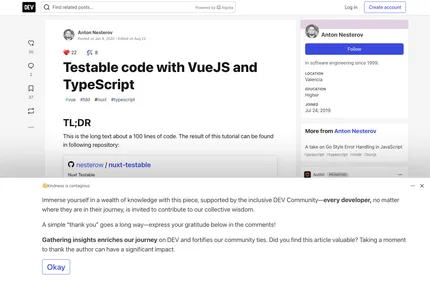 DEV
Find related posts...
Powered by Algolia
Log in
Create account
Anton Nesterov
Posted on Jan 9, 2020 • Edited on Aug 22
22
8
Testable code with VueJS and
TypeScript
#vue #tdd #nuxt #typescript
TL;DR
This is the long text about a 100 lines of code. The result of this tutorial can be found
in following repository:
nesterow / nuxt-testable
Nuxt Testable
Anton Nesterov
Follow
In software engineering since 1999.
LOCATION
Valencia
EDUCATION
Higher
JOINED
Jul 24, 2019
More from Anton Nesterov
A take on Go Style Error Handling in JavaScript
#javascript #typescript #node #denojs
Kindness is contagious
Immerse yourself in a wealth of knowledge with this piece, supported by the inclusive DEV Community—every developer, no matter
where they are in their journey, is invited to contribute to our collective wisdom.
A simple “thank you” goes a long way—express your gratitude below in the comments!
Gathering insights enriches our journey on DEV and fortifies our community ties. Did you find this article valuable? Taking a moment
to thank the author can have a significant impact.
Okay